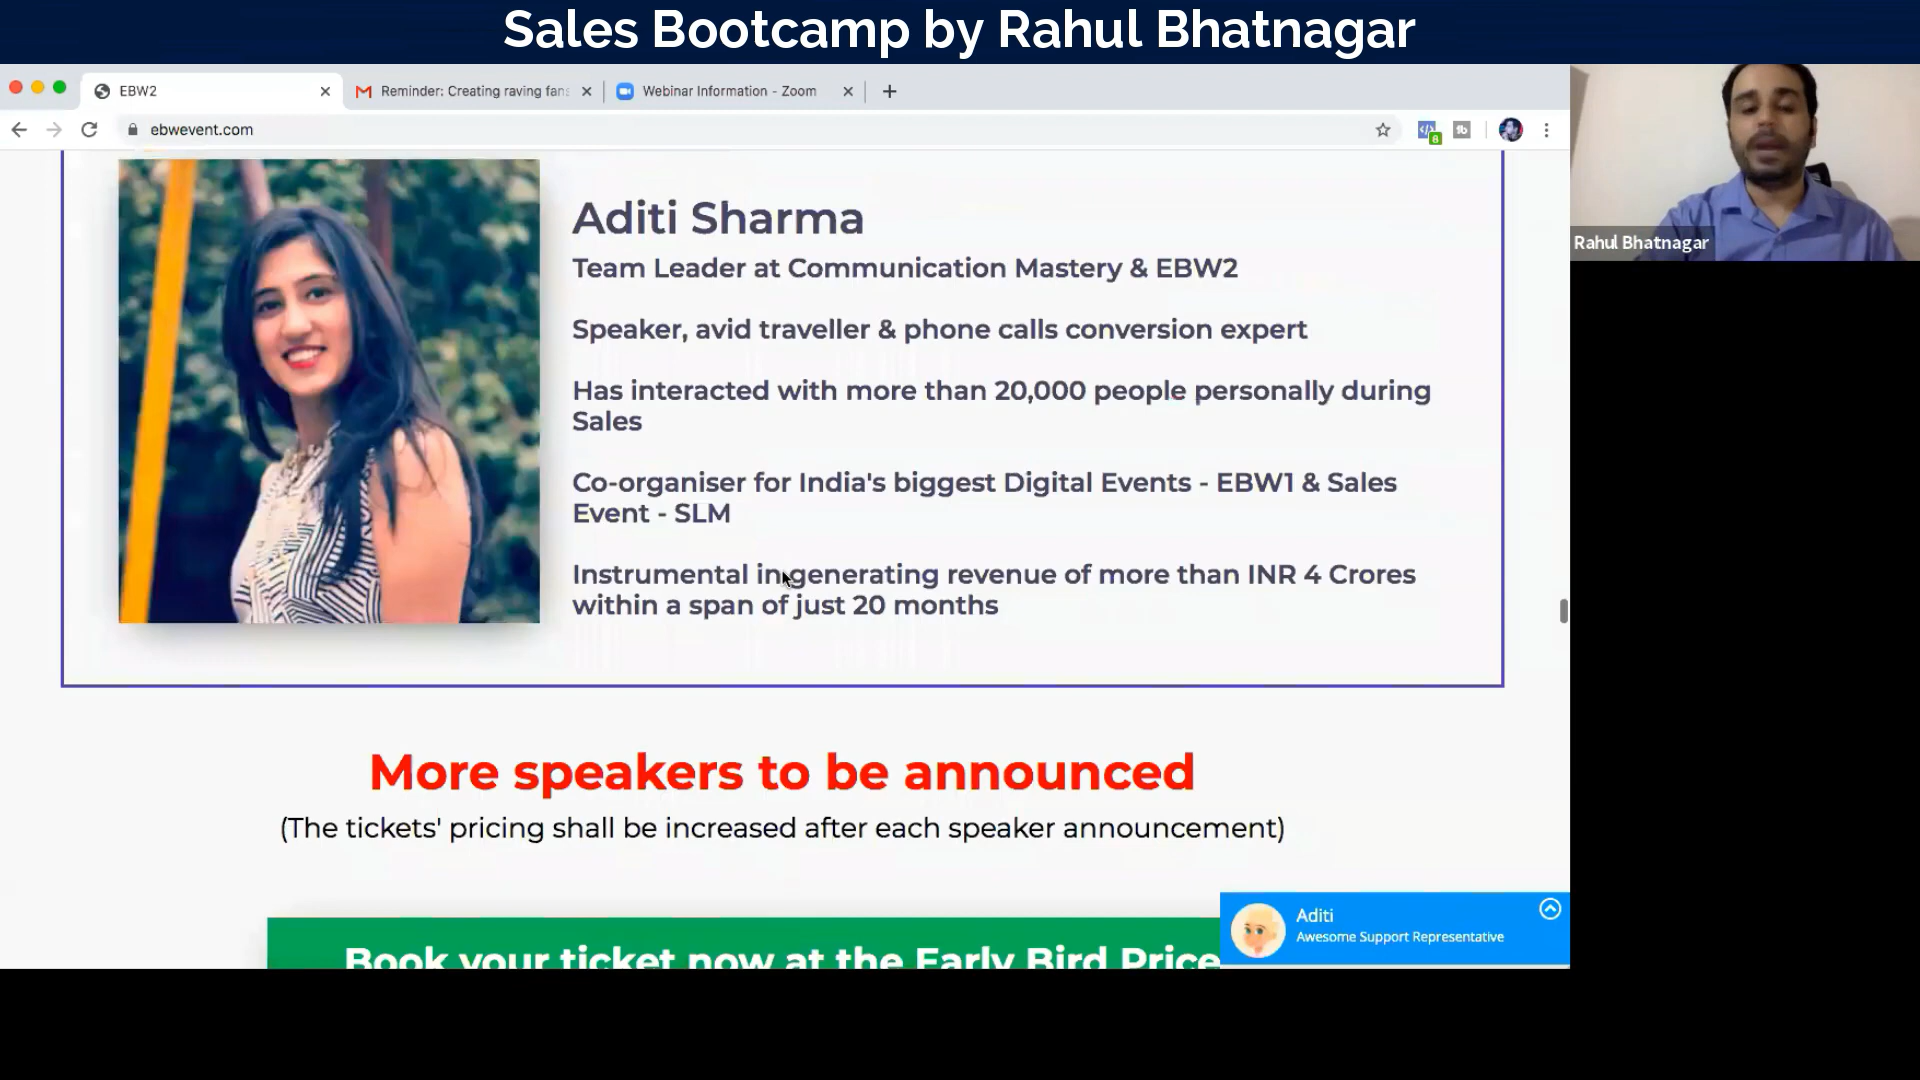 Sales Bootcamp by Rahul Bhatnagar
EBW2
Reminder: Creating raving fans
Webinar Information - Zoom
ebwevent.com
6
tb
Rahul Bhatnagar
Aditi Sharma
Team Leader at Communication Mastery & EBW2
Speaker, avid traveller & phone calls conversion expert
Has interacted with more than 20,000 people personally during
Sales
Co-organiser for India's biggest Digital Events - EBW1 & Sales
Event - SLM
Instrumental in generating revenue of more than INR 4 Crores
within a span of just 20 months
More speakers to be announced
(The tickets' pricing shall be increased after each speaker announcement)
Book your ticket now at the Early Bird Price
Aditi
Awesome Support Representative